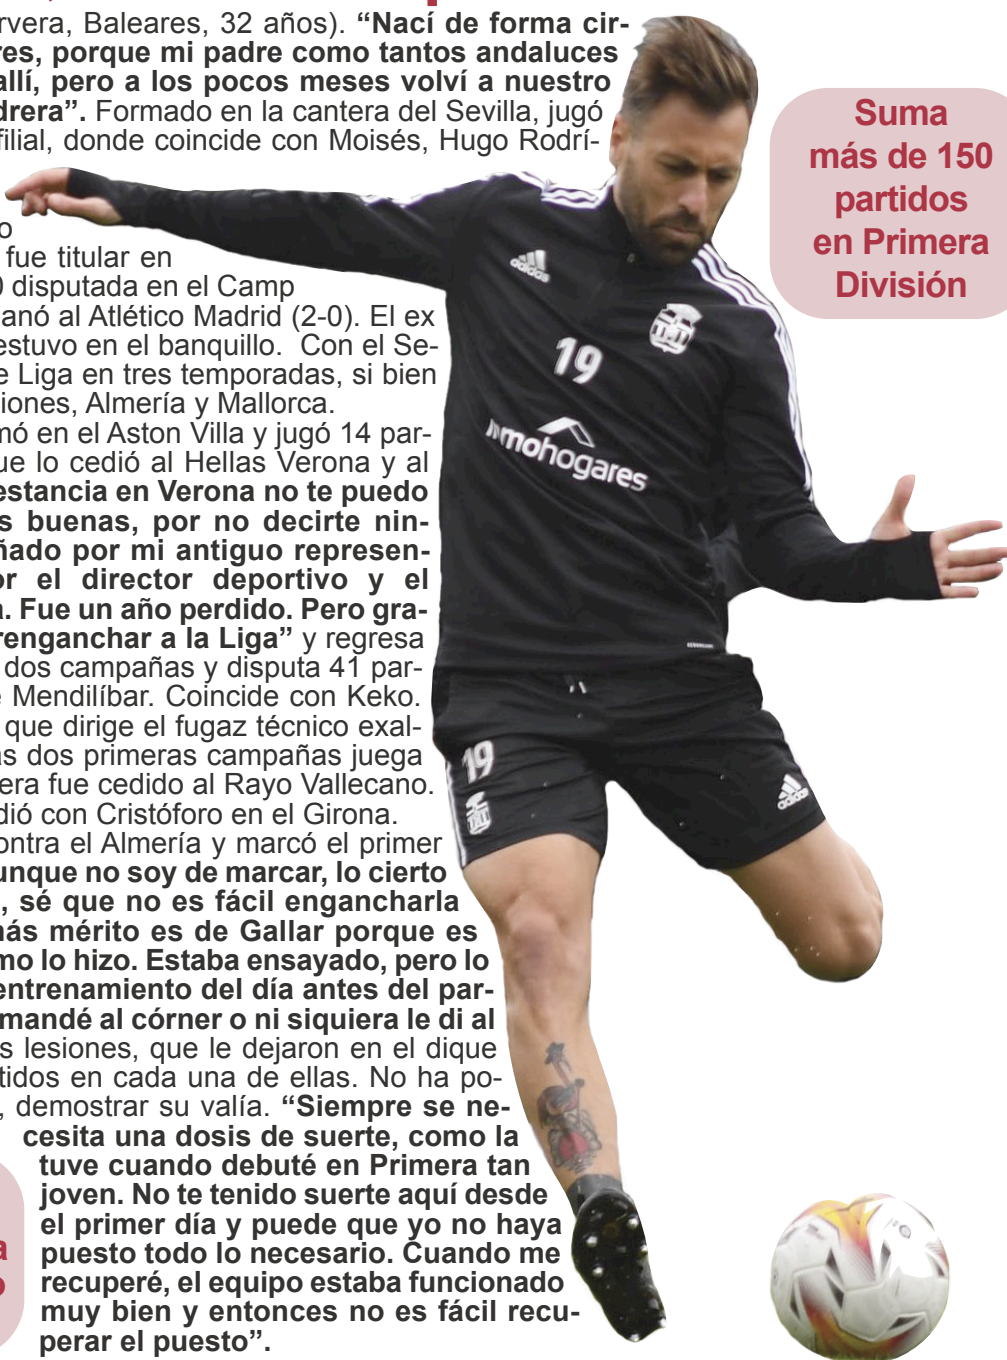 rvera, Baleares, 32 años). “Nací de forma cir-
res, porque mi padre como tantos andaluces
allí, pero a los pocos meses volví a nuestro
drera”. Formado en la cantera del Sevilla, jugó
filial, donde coincide con Moisés, Hugo Rodrí-
o
fue titular en
0 disputada en el Camp
anó al Atlético Madrid (2-0). El ex
estuvo en el banquillo. Con el Se-
e Liga en tres temporadas, si bien
iones, Almería y Mallorca.
mó en el Aston Villa y jugó 14 par-
ue lo cedió al Hellas Verona y al
estancia en Verona no te puedo
s buenas, por no decirte nin-
ñado por mi antiguo represen-
or el director deportivo y el
a. Fue un año perdido. Pero gra-
renganchar a la Liga” y regresa
dos campañas y disputa 41 par-
e Mendilíbar. Coincide con Keko.
que dirige el fugaz técnico exal-
as dos primeras campañas juega
era fue cedido al Rayo Vallecano.
dió con Cristóforo en el Girona.
ontra el Almería y marcó el primer
unque no soy de marcar, lo cierto
, sé que no es fácil engancharla
nás mérito es de Gallar porque es
mo lo hizo. Estaba ensayado, pero lo
entrenamiento del día antes del par-
mandé al córner o ni siquiera le di al
s lesiones, que le dejaron en el dique
tidos en cada una de ellas. No ha po-
, demostrar su valía. “Siempre se ne-
cesita una dosis de suerte, como la
tuve cuando debuté en Primera tan
joven. No te tenido suerte aquí desde
el primer día y puede que yo no haya
puesto todo lo necesario. Cuando me
recuperé, el equipo estaba funcionado
muy bien y entonces no es fácil recu-
perar el puesto”.
a
o
Suma
más de 150
partidos
en Primera
División
adidas
19
inmohogares
19
adidas